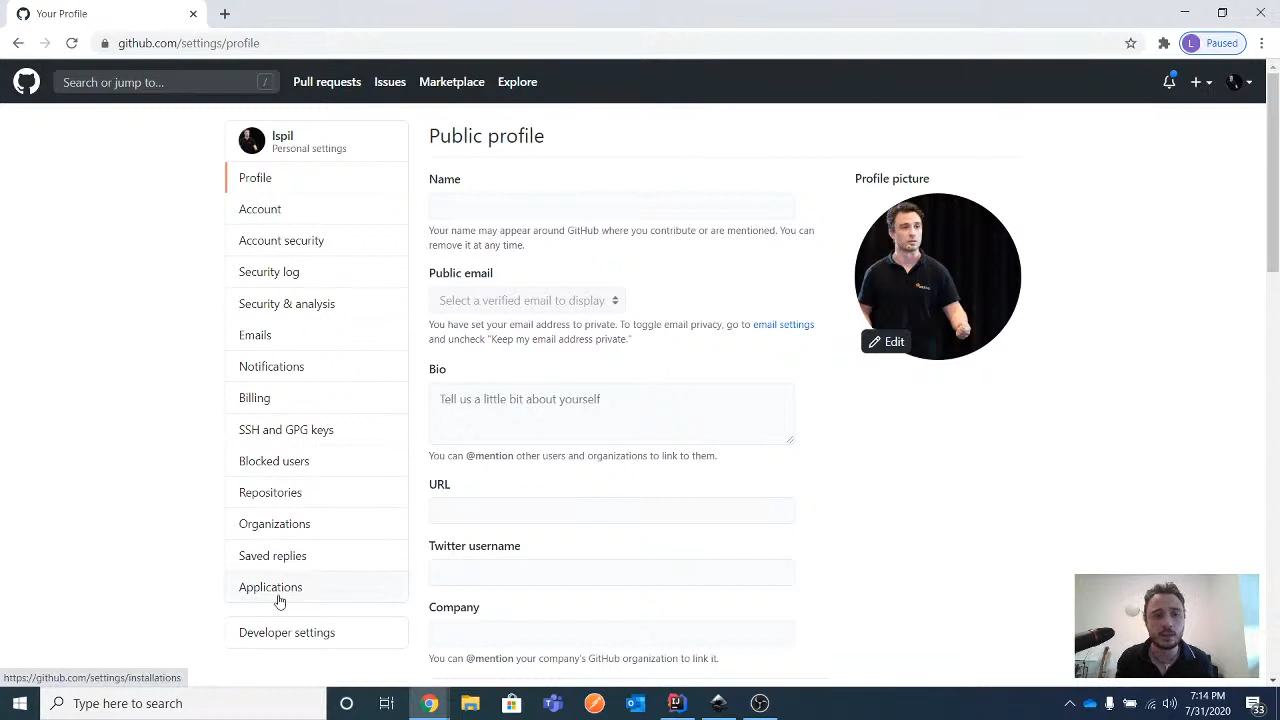 Your Profile
github.com/settings/profile
L Paused
Search or jump to... /
Pull requests
Issues
Marketplace
Explore
lspil
Personal settings
Profile
Account
Account security
Security log
Security & analysis
Emails
Notifications
Billing
SSH and GPG keys
Blocked users
Repositories
Organizations
Saved replies
Applications
Developer settings
Public profile
Name
Your name may appear around GitHub where you contribute or are mentioned. You can
remove it at any time.
Public email
Select a verified email to display
You have set your email address to private. To toggle email privacy, go to email settings
and uncheck "Keep my email address private."
Bio
Tell us a little bit about yourself
You can @mention other users and organizations to link to them.
URL
Twitter username
Company
You can @mention your company's GitHub organization to link it.
Profile picture
Edit
https://github.com/settings/installations
Type here to search
7:14 PM
7/31/2020
33